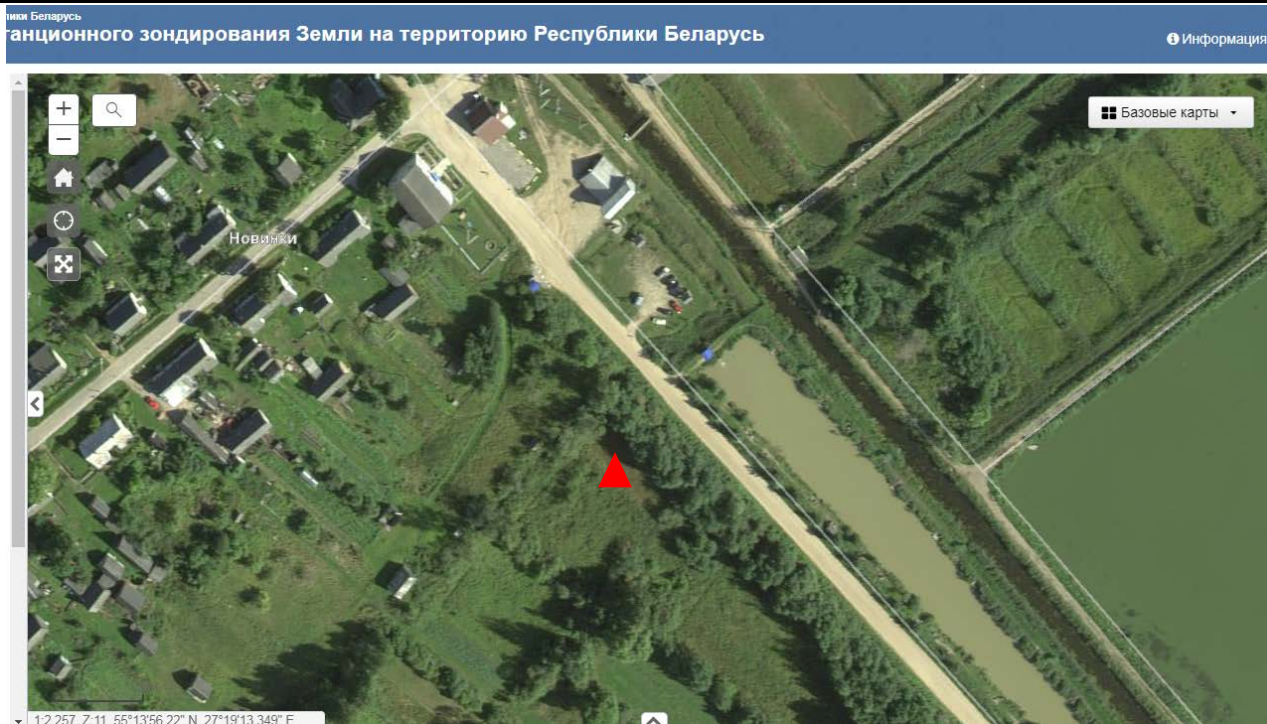 лики Беларусь
танционного зондирования Земли на территорию Республики Беларусь
Информация
+
Базовые карты
−
Новинки
1:2 257 Z:11 55°13'56.22" N 27°19'13.349" E